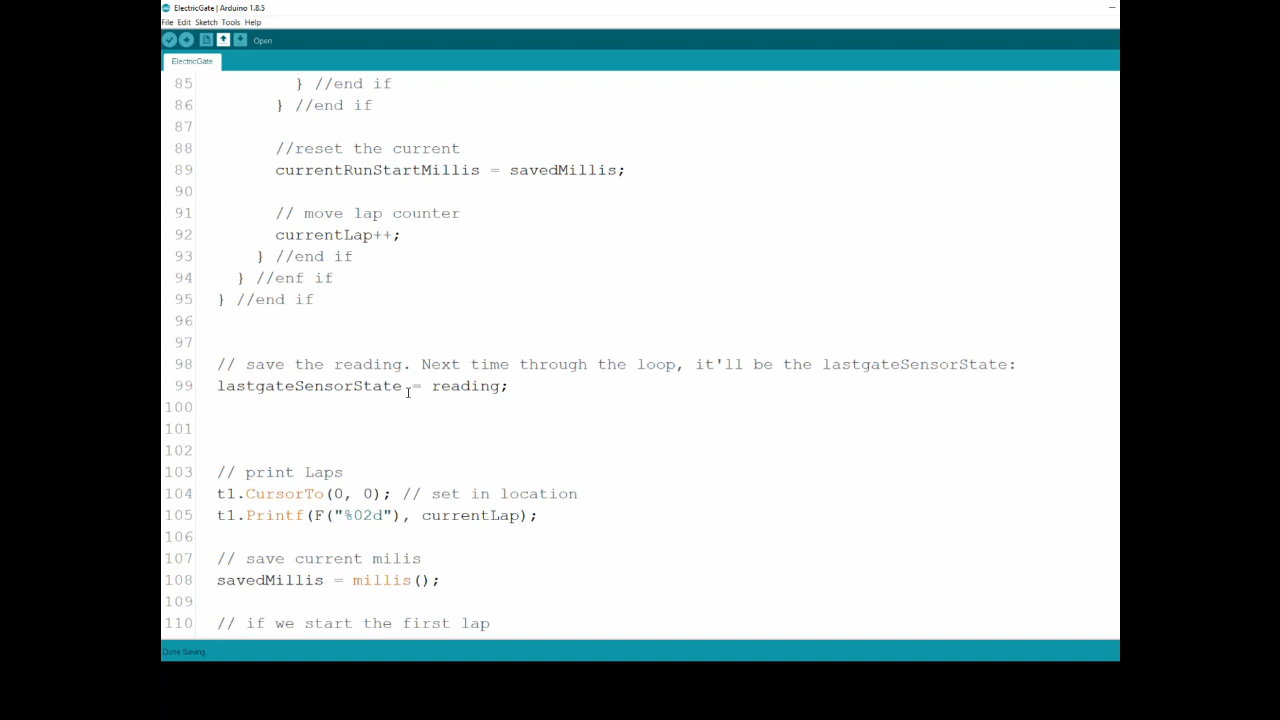 ElectricGate | Arduino 1.8.5
File Edit Sketch Tools Help
Open
ElectricGate
85 } //end if
86 } //end if
87
88 //reset the current
89 currentRunStartMillis = savedMillis;
90
91 // move lap counter
92 currentLap++;
93 } //end if
94 } //enf if
95 } //end if
96
97
98 // save the reading. Next time through the loop, it'll be the lastgateSensorState:
99 lastgateSensorState = reading;
100
101
102
103 // print Laps
104 t1.CursorTo(0, 0); // set in location
105 t1.Printf(F("%02d"), currentLap);
106
107 // save current milis
108 savedMillis = millis();
109
110 // if we start the first lap
Done Saving.